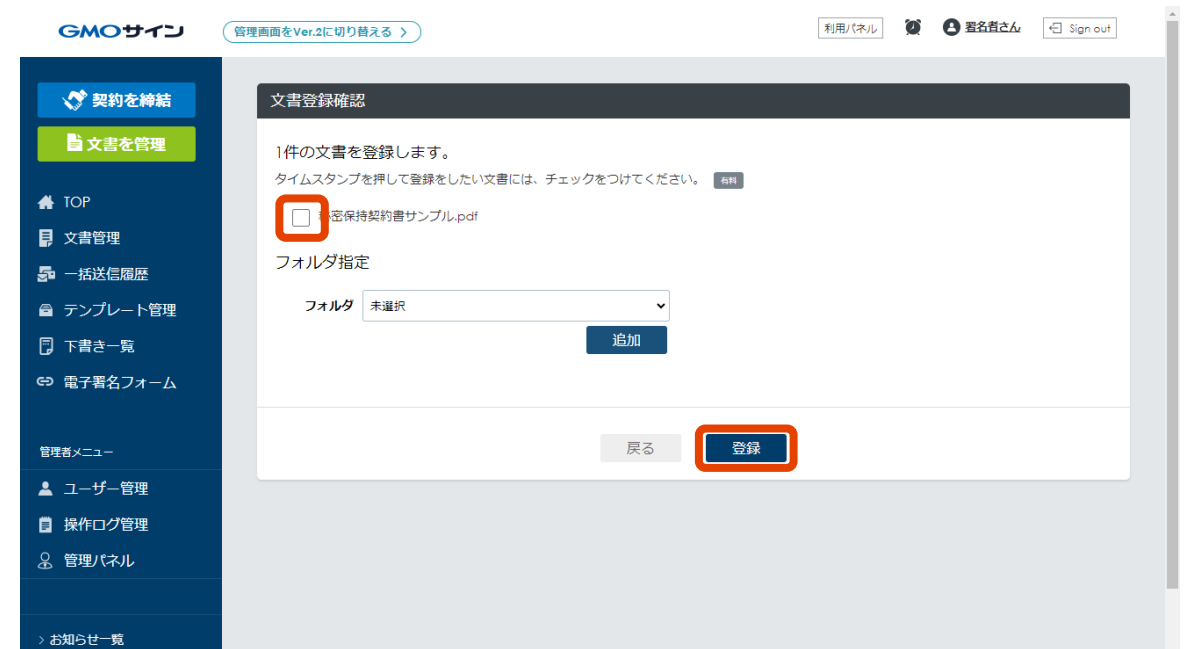 GMOサイン
管理画面をVer.2に切り替える
利用パネル
署名者さん
Sign out
契約を締結
文書を管理
TOP
文書管理
一括送信履歴
テンプレート管理
下書き一覧
電子署名フォーム
管理者メニュー
ユーザー管理
操作ログ管理
管理パネル
> お知らせ一覧
文書登録確認
1件の文書を登録します。
タイムスタンプを押して登録をしたい文書には、チェックをつけてください。 有料
密保持契約書サンプル.pdf
フォルダ指定
フォルダ 未選択
追加
戻る 登録